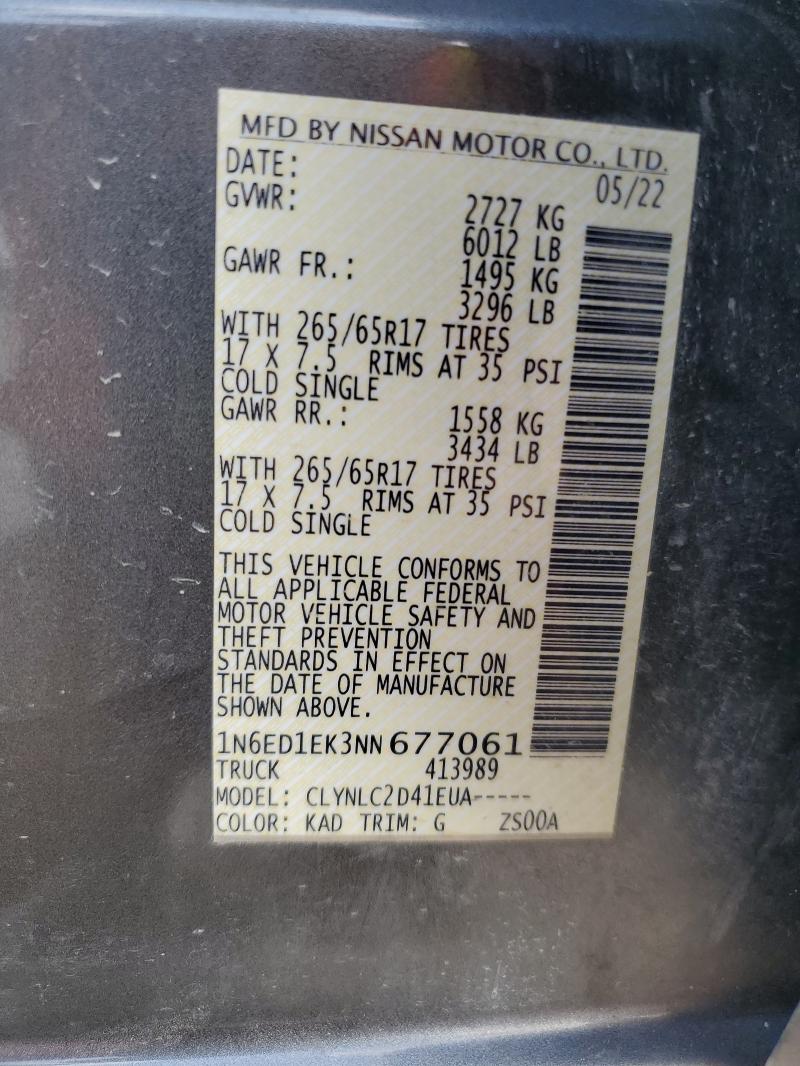 MFD BY NISSAN MOTOR CO., LTD.
DATE: 05/22
GVWR: 2727 KG
6012 LB
GAWR FR.: 1495 KG
3296 LB
WITH 265/65R17 TIRES
17 X 7.5 RIMS AT 35 PSI
COLD SINGLE
GAWR RR.: 1558 KG
3434 LB
WITH 265/65R17 TIRES
17 X 7.5 RIMS AT 35 PSI
COLD SINGLE
THIS VEHICLE CONFORMS TO
ALL APPLICABLE FEDERAL
MOTOR VEHICLE SAFETY AND
THEFT PREVENTION
STANDARDS IN EFFECT ON
THE DATE OF MANUFACTURE
SHOWN ABOVE.
1N6ED1EK3NN677061
TRUCK 413989
MODEL: CLYNLC2D41EUA-----
COLOR: KAD TRIM: G ZS00A